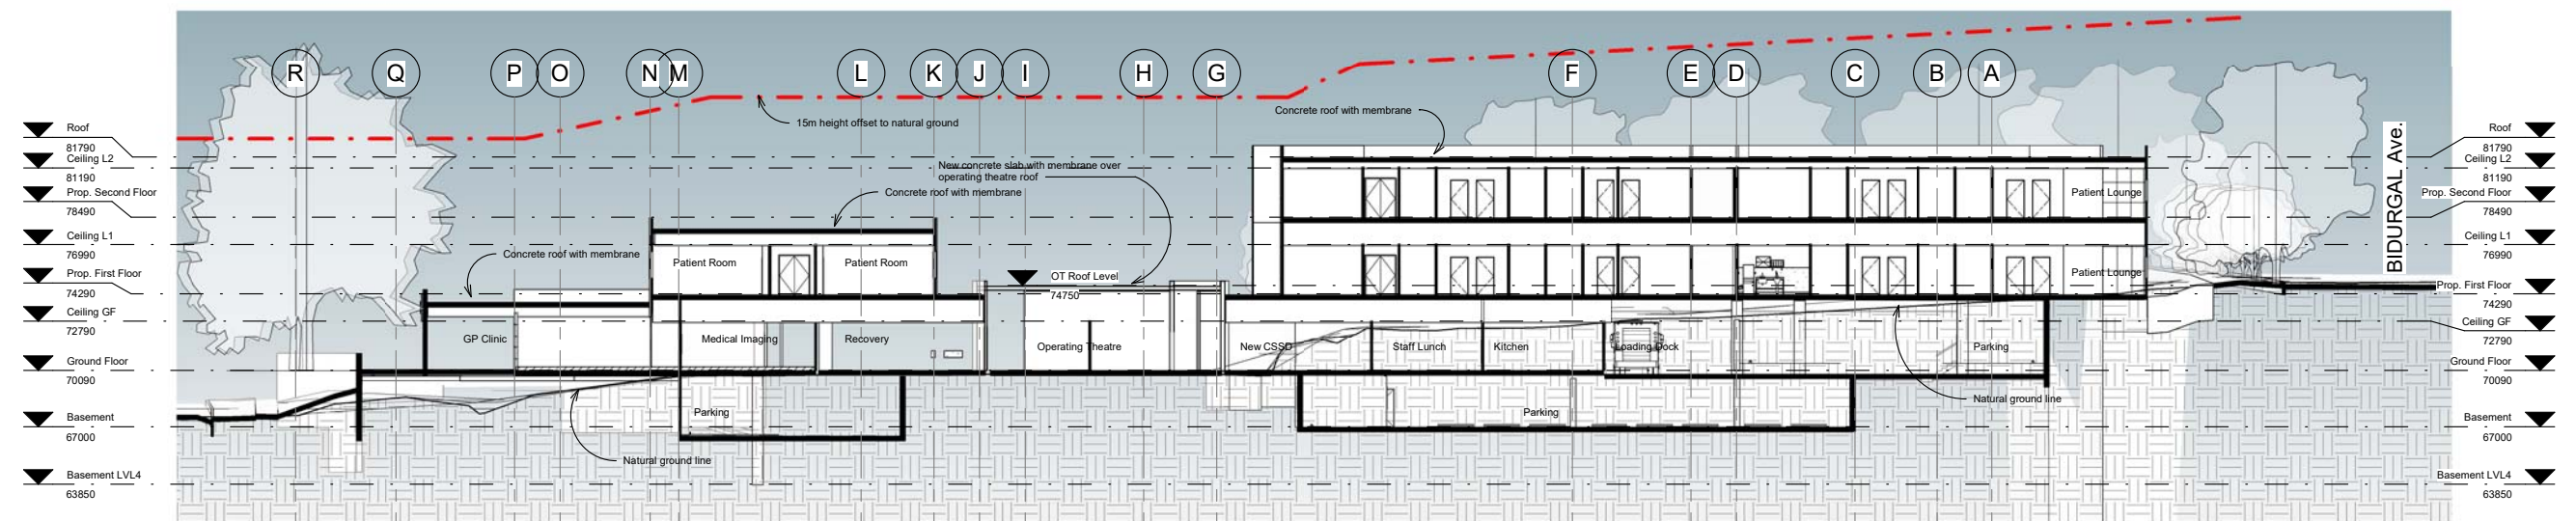 R
Q
P
O
N
M
L
K
J
I
H
G
F
E
D
C
B
A
15m height offset to natural ground
Concrete roof with membrane
New concrete slab with membrane over
operating theatre roof
Concrete roof with membrane
Concrete roof with membrane
Roof
81790
Ceiling L2
81190
Prop. Second Floor
78490
Ceiling L1
76990
Prop. First Floor
74290
Ceiling GF
72790
Ground Floor
70090
Basement
67000
Basement LVL4
63850
Patient Room
Patient Room
OT Roof Level
74750
Patient Lounge
Patient Lounge
GP Clinic
Medical Imaging
Recovery
Operating Theatre
New CSSD
Staff Lunch
Kitchen
Loading Dock
Parking
Parking
Parking
Natural ground line
Natural ground line
BIDURGAL Ave.
Roof
81790
Ceiling L2
81190
Prop. Second Floor
78490
Ceiling L1
76990
Prop. First Floor
74290
Ceiling GF
72790
Ground Floor
70090
Basement
67000
Basement LVL4
63850